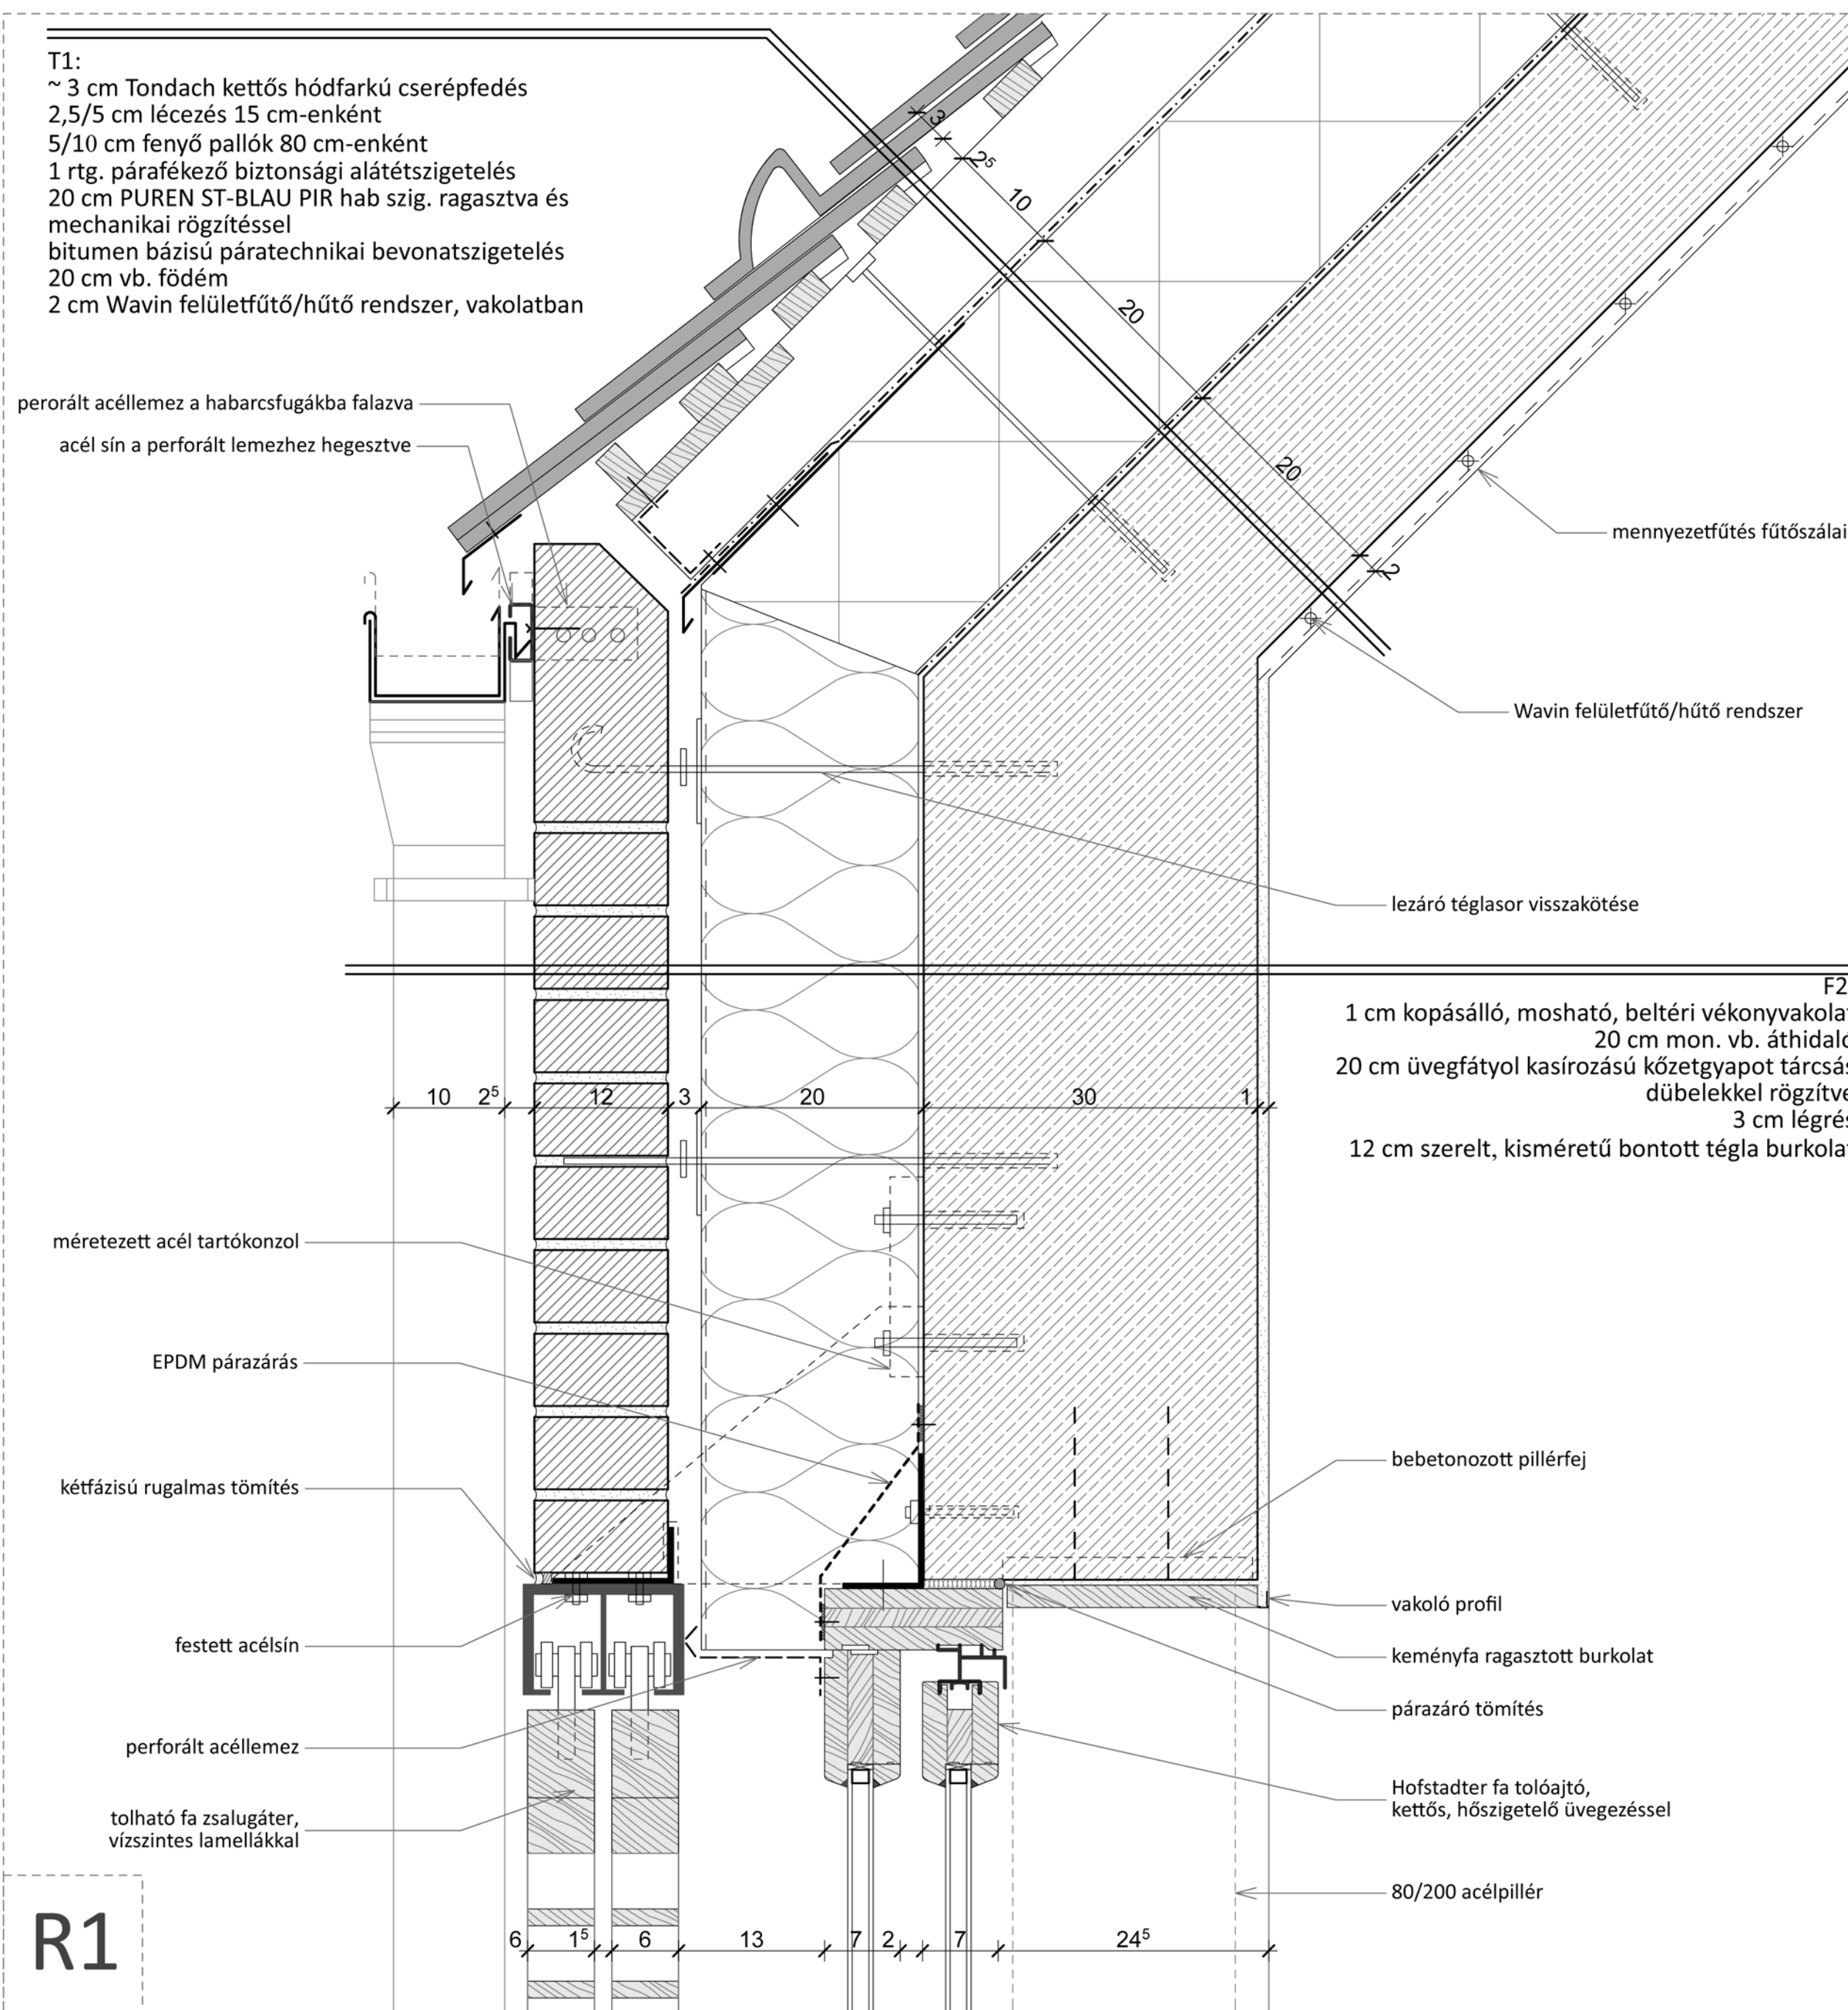 T1:
~ 3 cm Tondach kettős hódfarkú cserépfedés
2,5/5 cm lécezés 15 cm-enként
5/10 cm fenyő pallók 80 cm-enként
1 rtg. párafékező biztonsági alátétszigetelés
20 cm PUREN ST-BLAU PIR hab szig. ragasztva és
mechanikai rögzítéssel
bitumen bázisú páratechnikai bevonatszigetelés
20 cm vb. födém
2 cm Wavin felületfűtő/hűtő rendszer, vakolatban
3
2⁵
10
20
20
2
perorált acéllemez a habarcsfugákba falazva
acél sín a perforált lemezhez hegesztve
mennyezetfűtés fűtőszálai
Wavin felületfűtő/hűtő rendszer
lezáró téglasor visszakötése
F2
1 cm kopásálló, mosható, beltéri vékonyvakolat
20 cm mon. vb. áthidaló
20 cm üvegfátyol kasírozású kőzetgyapot tárcsás
dübelekkel rögzítve
3 cm légrés
12 cm szerelt, kisméretű bontott tégla burkolat
10 2⁵ 12 3 20 30 1
méretezett acél tartókonzol
EPDM párazárás
kétfázisú rugalmas tömítés
festett acélsín
perforált acéllemez
tolható fa zsalugáter,
vízszintes lamellákkal
bebetonozott pillérfej
vakoló profil
keményfa ragasztott burkolat
párazáró tömítés
Hofstadter fa tolóajtó,
kettős, hőszigetelő üvegezéssel
80/200 acélpillér
6 1⁵ 6 13 7 2 7 24⁵
R1